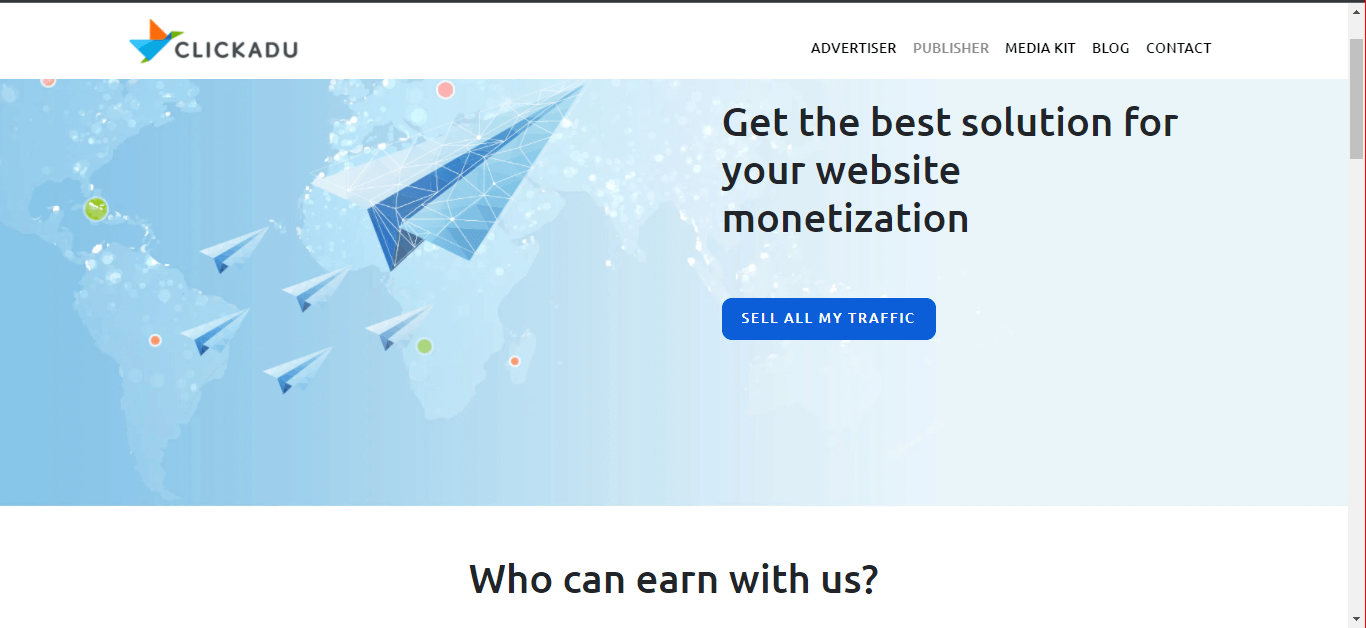 CLICKADU
ADVERTISER PUBLISHER MEDIA KIT BLOG CONTACT
Get the best solution for
your website
monetization
SELL ALL MY TRAFFIC
Who can earn with us?